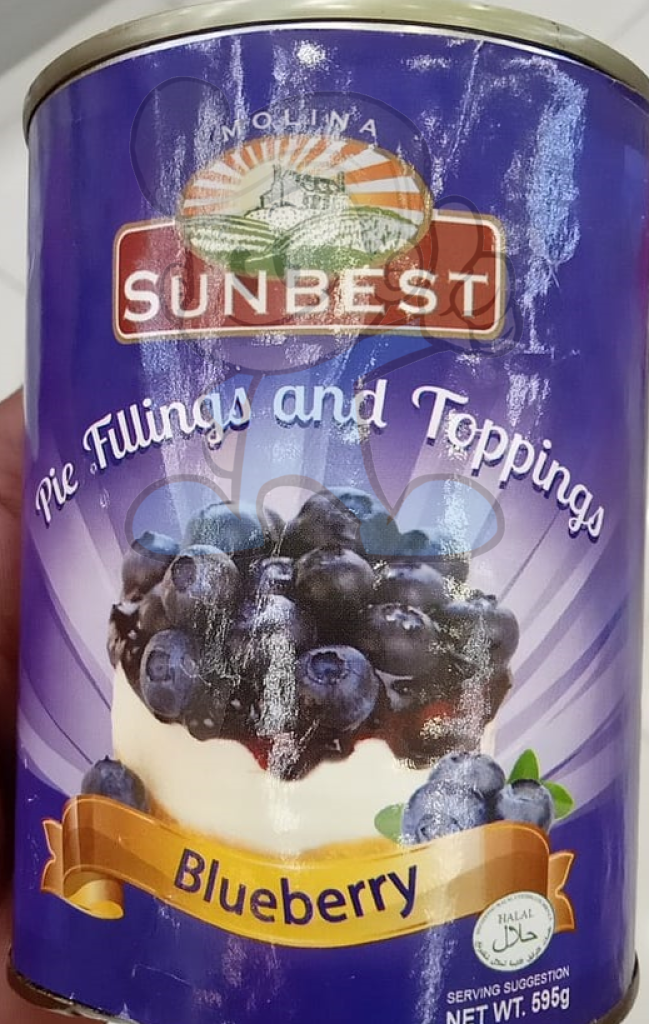 MOLINA
SUNBEST
Pie Fillings and Toppings
Blueberry
HALAL
حلال
SERVING SUGGESTION
NET WT. 595g